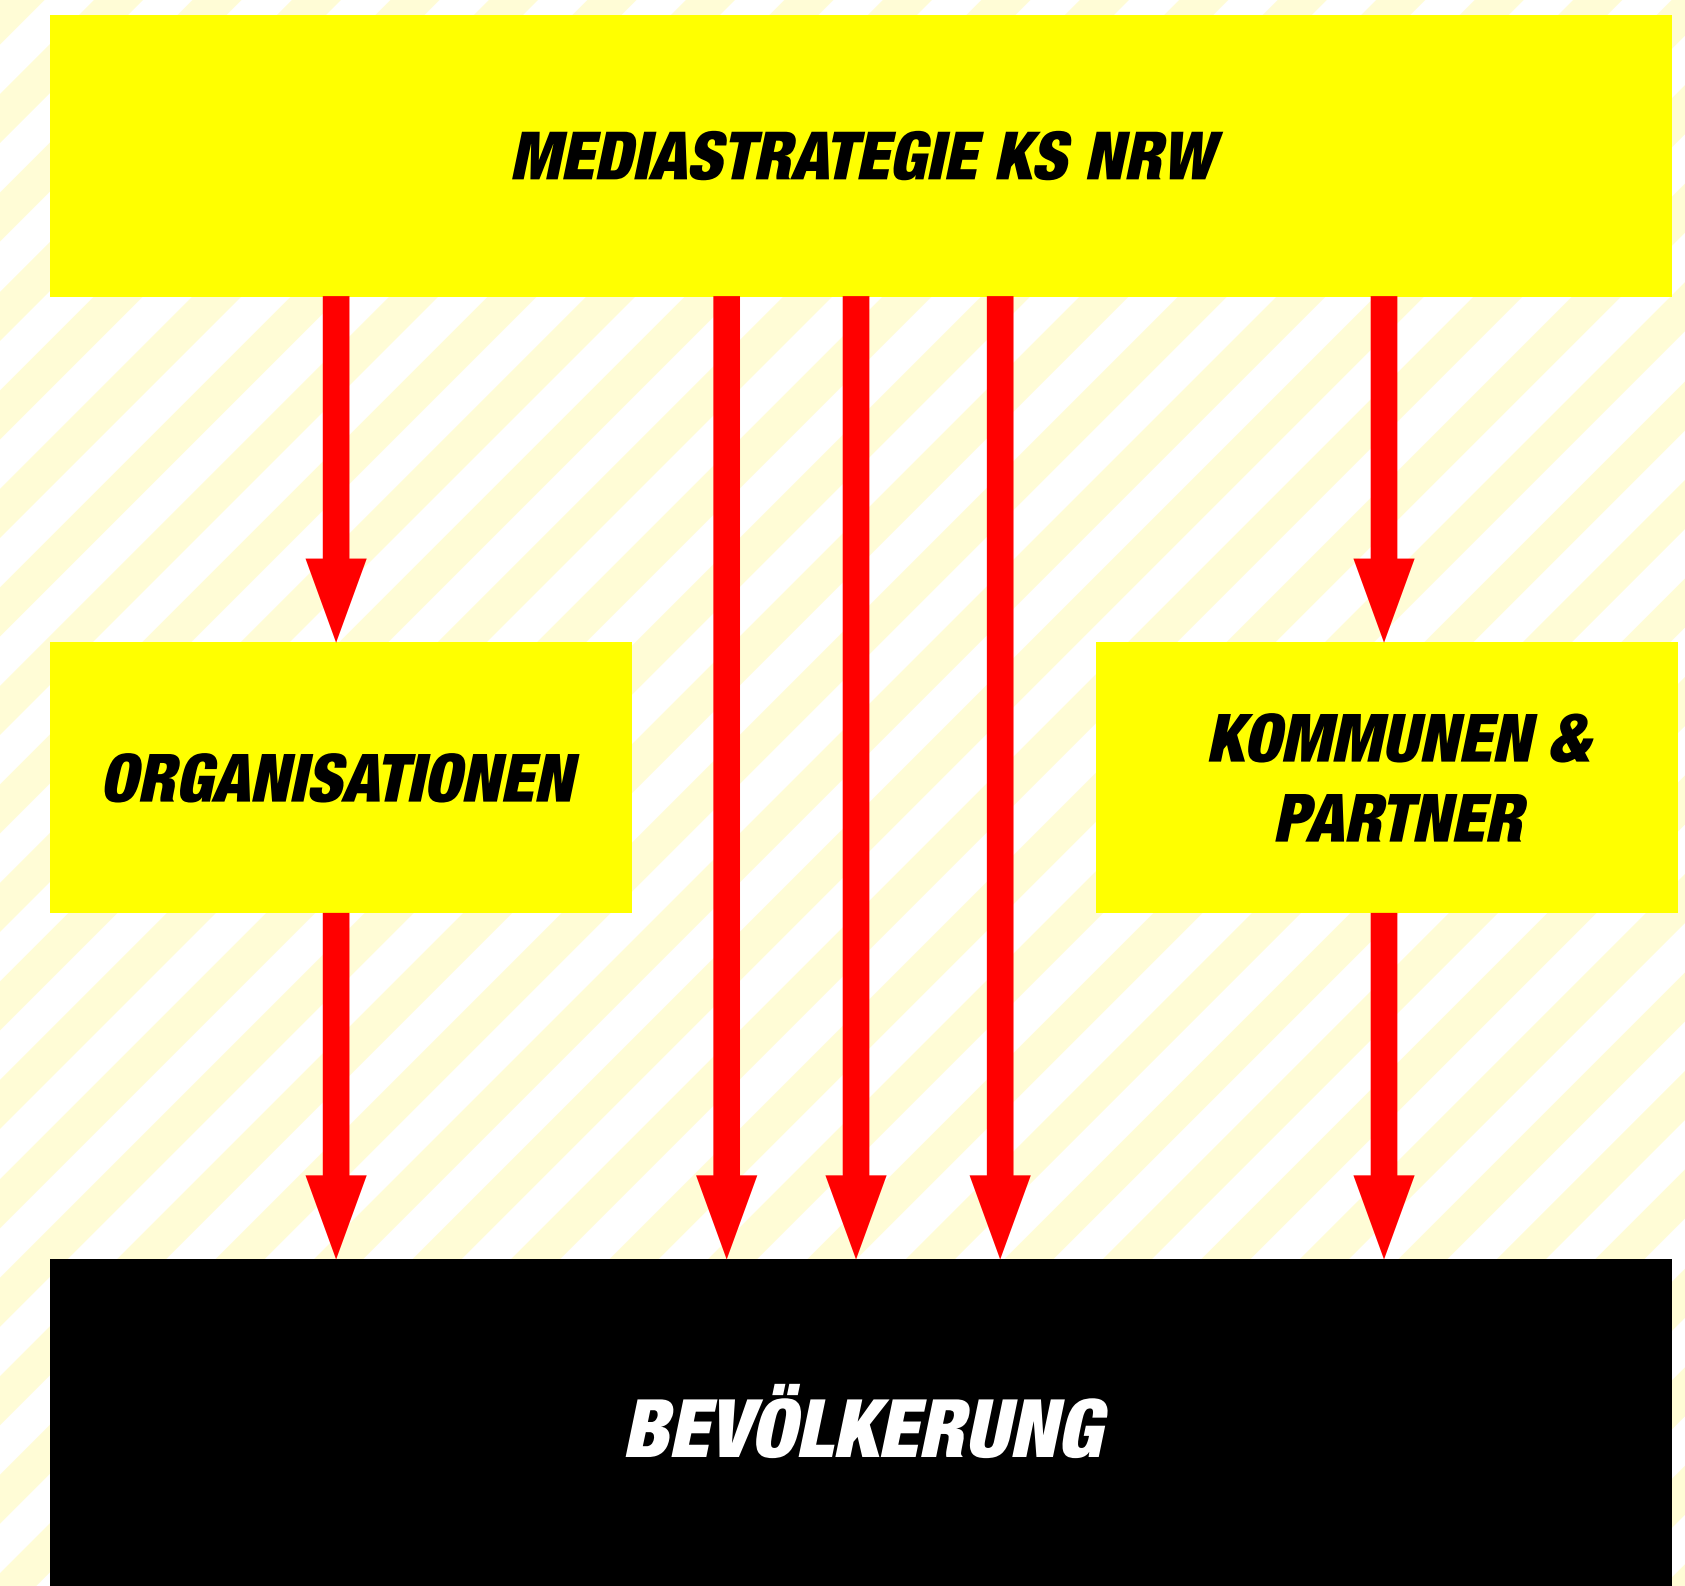 MEDIASTRATEGIE KS NRW
ORGANISATIONEN
KOMMUNEN &
PARTNER
BEVÖLKERUNG